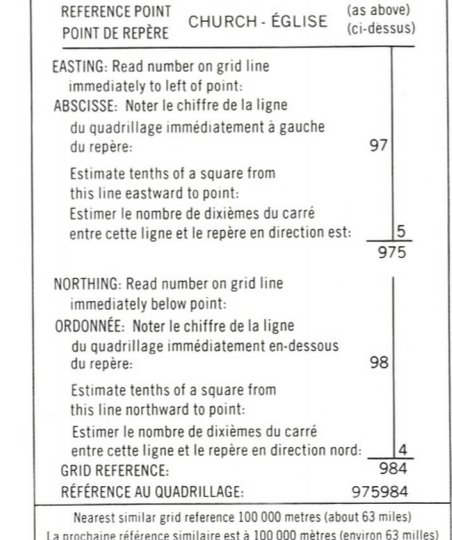 REFERENCE POINT CHURCH - ÉGLISE (as above)
POINT DE REPÈRE (ci-dessus)
EASTING: Read number on grid line
immediately to left of point:
ABSCISSE: Noter le chiffre de la ligne
du quadrillage immédiatement à gauche
du repère: 97
Estimate tenths of a square from
this line eastward to point:
Estimer le nombre de dixièmes du carré
entre cette ligne et le repère en direction est: 5
975
NORTHING: Read number on grid line
immediately below point:
ORDONNÉE: Noter le chiffre de la ligne
du quadrillage immédiatement en-dessous
du repère: 98
Estimate tenths of a square from
this line northward to point:
Estimer le nombre de dixièmes du carré
entre cette ligne et le repère en direction nord: 4
GRID REFERENCE: 984
RÉFÉRENCE AU QUADRILLAGE: 975984
Nearest similar grid reference 100 000 metres (about 63 miles)
La prochaine référence similaire est à 100 000 mètres (environ 63 milles)